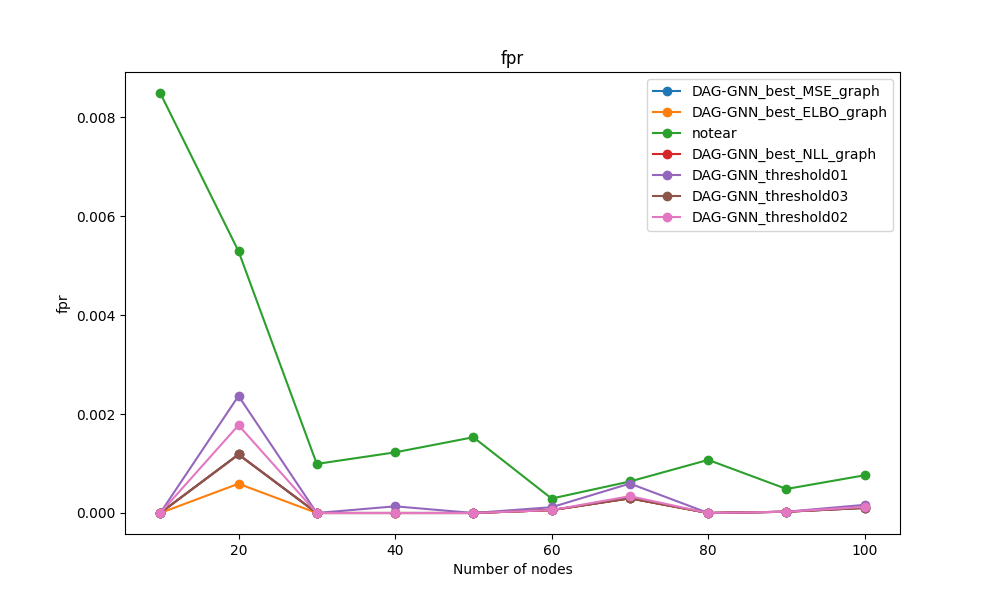 fpr
DAG-GNN_best_MSE_graph
DAG-GNN_best_ELBO_graph
notear
DAG-GNN_best_NLL_graph
DAG-GNN_threshold01
DAG-GNN_threshold03
DAG-GNN_threshold02
fpr
0.008
0.006
0.004
0.002
0.000
20 40 60 80 100
Number of nodes